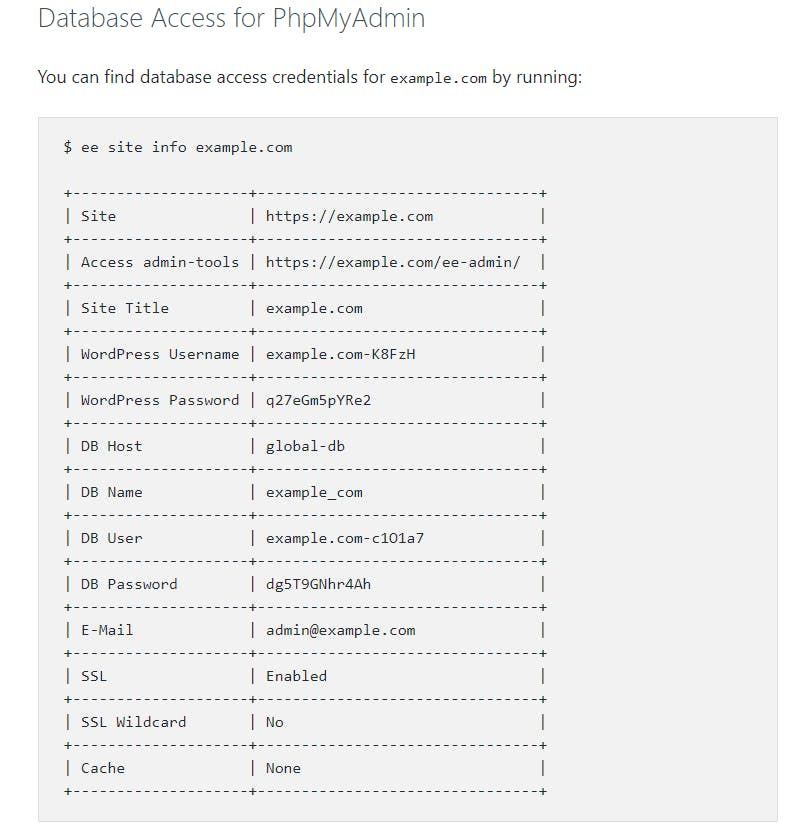 Database Access for PhpMyAdmin
You can find database access credentials for example.com by running:
$ ee site info example.com
+--------------------+--------------------------------+
| Site               | https://example.com            |
+--------------------+--------------------------------+
| Access admin-tools | https://example.com/ee-admin/  |
+--------------------+--------------------------------+
| Site Title         | example.com                    |
+--------------------+--------------------------------+
| WordPress Username | example.com-K8FzH              |
+--------------------+--------------------------------+
| WordPress Password | q27eGm5pYRe2                   |
+--------------------+--------------------------------+
| DB Host            | global-db                      |
+--------------------+--------------------------------+
| DB Name            | example_com                    |
+--------------------+--------------------------------+
| DB User            | example.com-c1O1a7             |
+--------------------+--------------------------------+
| DB Password        | dg5T9GNhr4Ah                   |
+--------------------+--------------------------------+
| E-Mail             | admin@example.com              |
+--------------------+--------------------------------+
| SSL                | Enabled                        |
+--------------------+--------------------------------+
| SSL Wildcard       | No                             |
+--------------------+--------------------------------+
| Cache              | None                           |
+--------------------+--------------------------------+